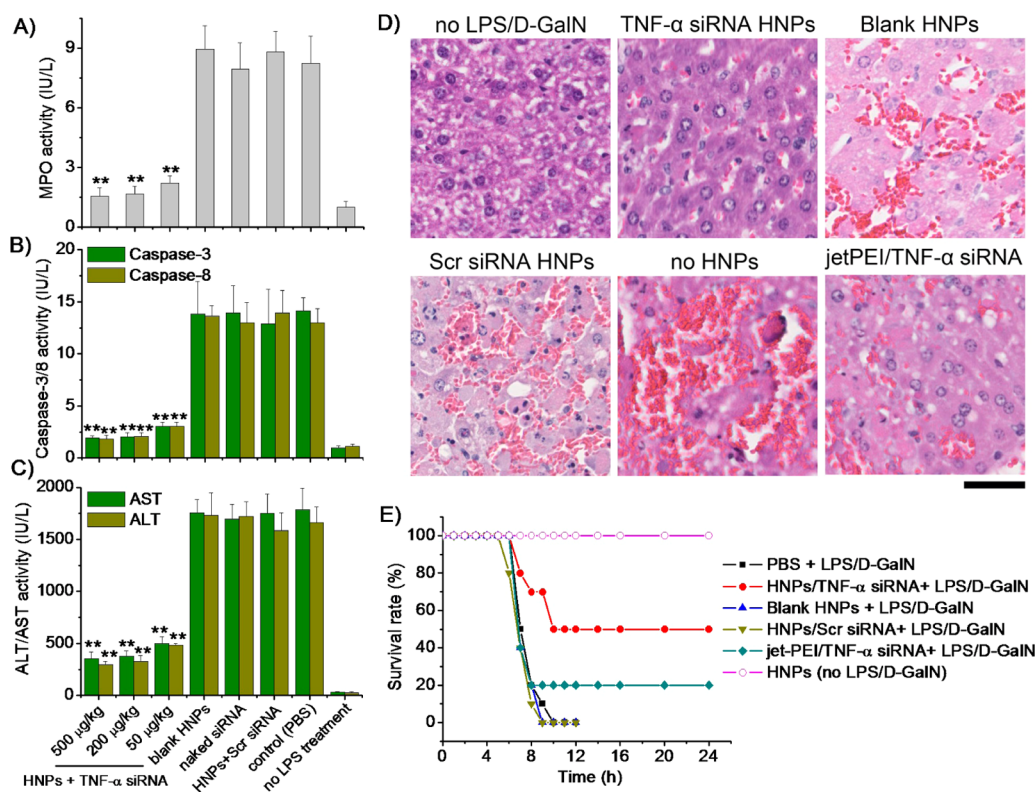 A)
MPO activity (IU/L)
9
6
3
0
** ** **
B)
Caspase-3/8 activity (IU/L)
20
15
10
5
0
Caspase-3
Caspase-8
** ** ** ** ** **
C)
ALT/AST activity (IU/L)
2000
1500
1000
500
0
AST
ALT
** ** ** ** ** **
500 µg/kg
200 µg/kg
50 µg/kg
blank HNPs
naked siRNA
HNPs+Scr siRNA
control (PBS)
no LPS treatment
HNPs + TNF-α siRNA
D)
no LPS/D-GalN
TNF-α siRNA HNPs
Blank HNPs
Scr siRNA HNPs
no HNPs
jetPEI/TNF-α siRNA
E)
Survival rate (%)
100
80
60
40
20
0
0 4 8 12 16 20 24
Time (h)
PBS + LPS/D-GalN
HNPs/TNF-α siRNA+ LPS/D-GalN
Blank HNPs + LPS/D-GalN
HNPs/Scr siRNA+ LPS/D-GalN
jet-PEI/TNF-α siRNA+ LPS/D-GalN
HNPs (no LPS/D-GalN)